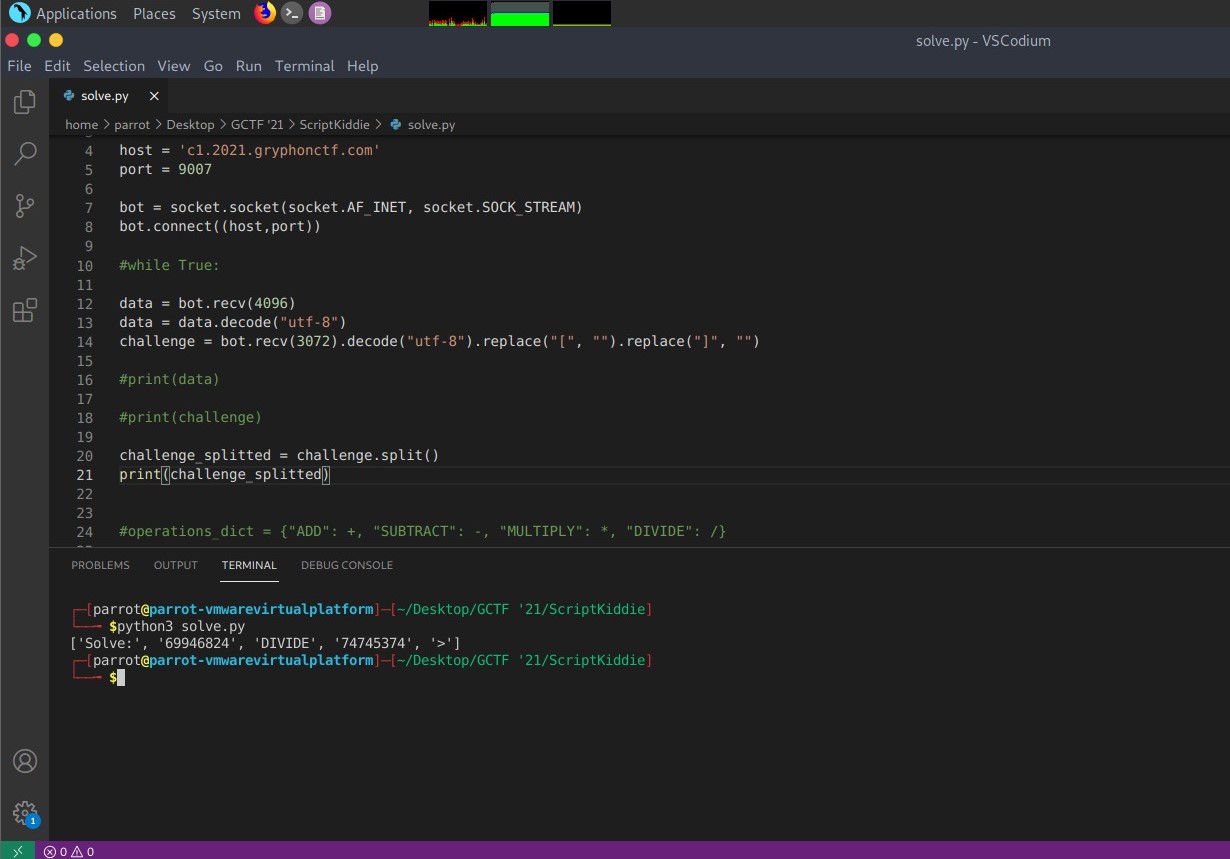 Applications Places System
solve.py - VSCodium
File Edit Selection View Go Run Terminal Help
solve.py
home > parrot > Desktop > GCTF '21 > ScriptKiddie > solve.py
4 host = 'c1.2021.gryphonctf.com'
5 port = 9007
6
7 bot = socket.socket(socket.AF_INET, socket.SOCK_STREAM)
8 bot.connect((host,port))
9
10 #while True:
11
12 data = bot.recv(4096)
13 data = data.decode("utf-8")
14 challenge = bot.recv(3072).decode("utf-8").replace("[", "").replace("]", "")
15
16 #print(data)
17
18 #print(challenge)
19
20 challenge_splitted = challenge.split()
21 print(challenge_splitted)
22
23
24 #operations_dict = {"ADD": +, "SUBTRACT": -, "MULTIPLY": *, "DIVIDE": /}
PROBLEMS OUTPUT TERMINAL DEBUG CONSOLE
┌─[parrot@parrot-vmwarevirtualplatform]─[~/Desktop/GCTF '21/ScriptKiddie]
└──╼ $python3 solve.py
['Solve:', '69946824', 'DIVIDE', '74745374', '>']
┌─[parrot@parrot-vmwarevirtualplatform]─[~/Desktop/GCTF '21/ScriptKiddie]
└──╼ $
1
0 0